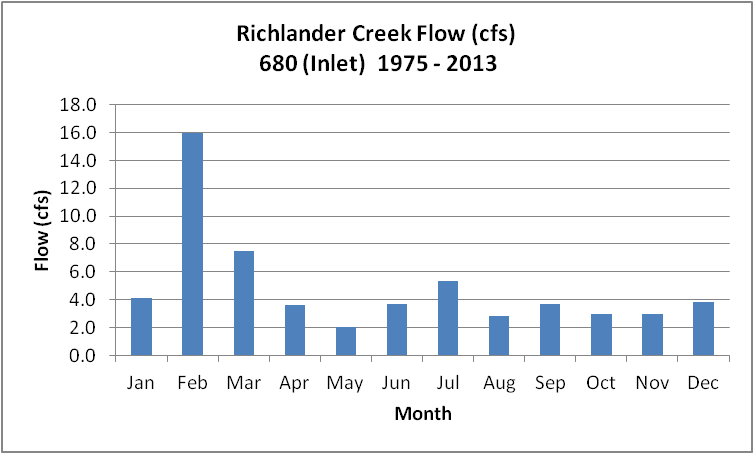 Richlander Creek Flow (cfs)
680 (Inlet)  1975 - 2013
Flow (cfs)
18.0
16.0
14.0
12.0
10.0
8.0
6.0
4.0
2.0
0.0
Jan Feb Mar Apr May Jun Jul Aug Sep Oct Nov Dec
Month